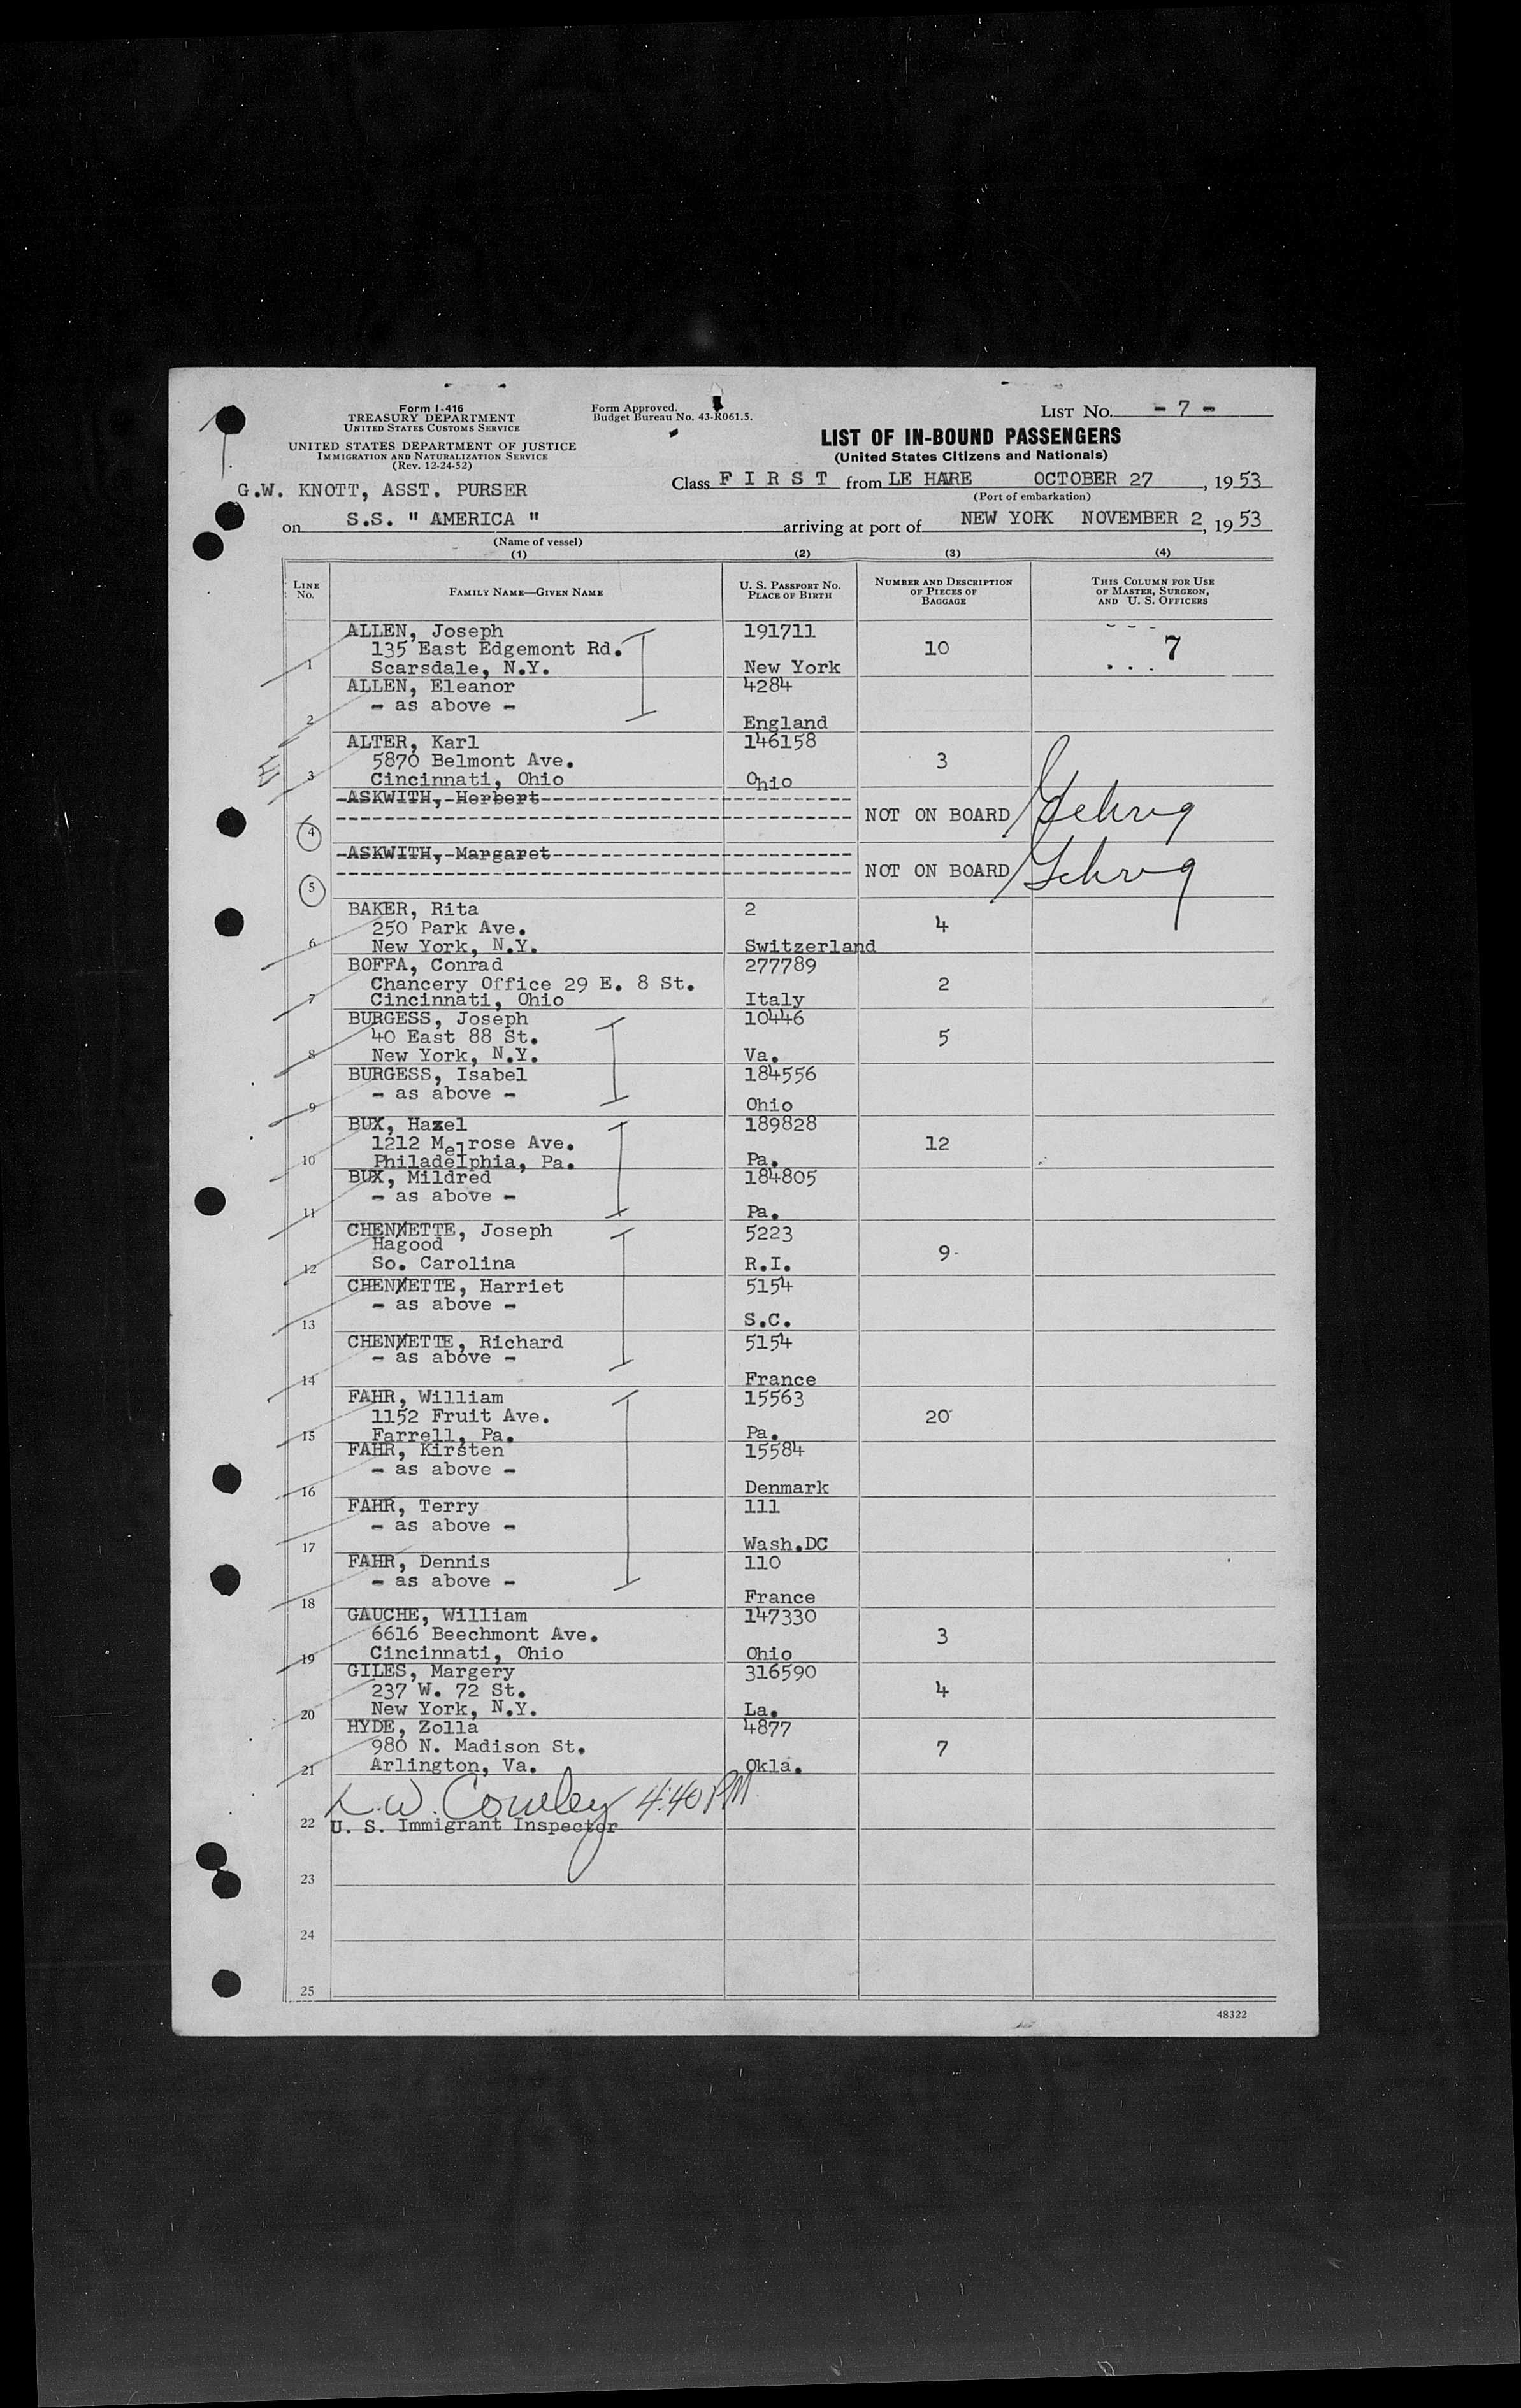 Form I-416
TREASURY DEPARTMENT
UNITED STATES CUSTOMS SERVICE
UNITED STATES DEPARTMENT OF JUSTICE
IMMIGRATION AND NATURALIZATION SERVICE
(Rev. 12-24-52)
Form Approved.
Budget Bureau No. 43-R061.5.
LIST NO. - 7 -
LIST OF IN-BOUND PASSENGERS
(United States Citizens and Nationals)
G.W. KNOTT, ASST. PURSER
Class F I R S T from LE HARE OCTOBER 27, 1953
(Port of embarkation)
on S.S. " AMERICA " arriving at port of NEW YORK NOVEMBER 2, 1953
(Name of vessel)
(1) (2) (3) (4)
LINE NO. FAMILY NAME—GIVEN NAME U. S. PASSPORT NO. PLACE OF BIRTH NUMBER AND DESCRIPTION OF PIECES OF BAGGAGE THIS COLUMN FOR USE OF MASTER, SURGEON, AND U. S. OFFICERS
ALLEN, Joseph 191711
135 East Edgemont Rd. 10 7
1 Scarsdale, N.Y. New York
ALLEN, Eleanor 4284
- as above -
2 England
ALTER, Karl 146158
5870 Belmont Ave. 3
3 Cincinnati, Ohio Ohio
-ASKWITH,-Herbert-
4 NOT ON BOARD Gehrig
-ASKWITH,-Margaret-
5 NOT ON BOARD Gehrig
BAKER, Rita 2
250 Park Ave. 4
6 New York, N.Y. Switzerland
BOFFA, Conrad 277789
Chancery Office 29 E. 8 St. 2
7 Cincinnati, Ohio Italy
BURGESS, Joseph 10446
40 East 88 St. 5
8 New York, N.Y. Va.
BURGESS, Isabel 184556
- as above -
9 Ohio
BUX, Hazel 189828
1212 Melrose Ave. 12
10 Philadelphia, Pa. Pa.
BUX, Mildred 184805
- as above -
11 Pa.
CHENNETTE, Joseph 5223
Hagood 9
12 So. Carolina R.I.
CHENNETTE, Harriet 5154
- as above -
13 S.C.
CHENNETTE, Richard 5154
- as above -
14 France
FAHR, William 15563
1152 Fruit Ave. 20
15 Farrell, Pa. Pa.
FAHR, Kirsten 15584
- as above -
16 Denmark
FAHR, Terry 111
- as above -
17 Wash.DC
FAHR, Dennis 110
- as above -
18 France
GAUCHE, William 147330
6616 Beechmont Ave. 3
19 Cincinnati, Ohio Ohio
GILES, Margery 316590
237 W. 72 St. 4
20 New York, N.Y. La.
HYDE, Zolla 4877
980 N. Madison St. 7
21 Arlington, Va. Okla.
L.W. Cowley 4:40 PM
22 U. S. Immigrant Inspector
23
24
25
48322